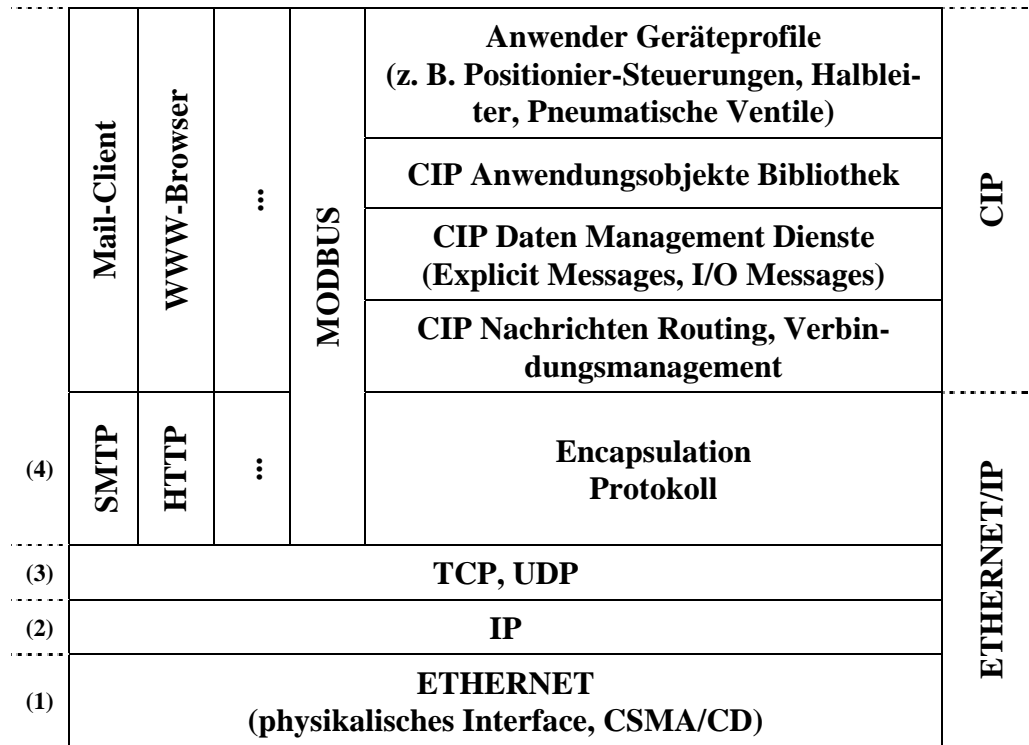 Mail-Client
WWW-Browser
...
MODBUS
Anwender Geräteprofile
(z. B. Positionier-Steuerungen, Halblei-
ter, Pneumatische Ventile)
CIP Anwendungsobjekte Bibliothek
CIP Daten Management Dienste
(Explicit Messages, I/O Messages)
CIP Nachrichten Routing, Verbin-
dungsmanagement
CIP
(4)
SMTP
HTTP
...
Encapsulation
Protokoll
ETHERNET/IP
(3)
TCP, UDP
(2)
IP
(1)
ETHERNET
(physikalisches Interface, CSMA/CD)